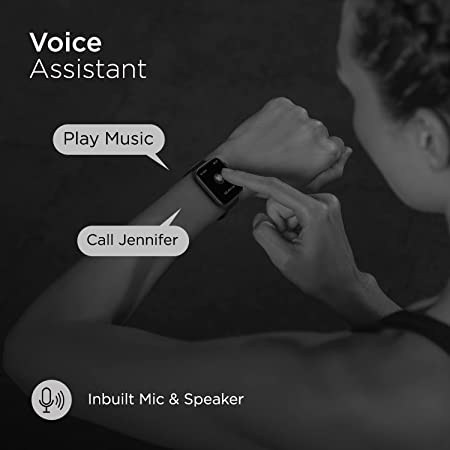 Voice
Assistant
Play Music
Call Jennifer
Inbuilt Mic & Speaker